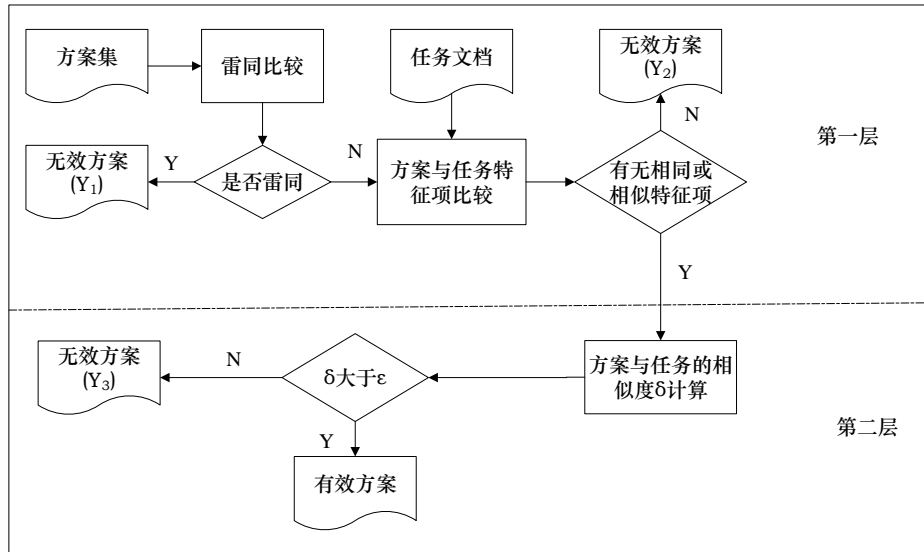 方案集
雷同比较
任务文档
无效方案
(Y₂)
N
第一层
无效方案
(Y₁)
Y
是否雷同
N
方案与任务特
征项比较
有无相同或
相似特征项
Y
无效方案
(Y₃)
N
δ大于ε
方案与任务的相
似度δ计算
第二层
Y
有效方案